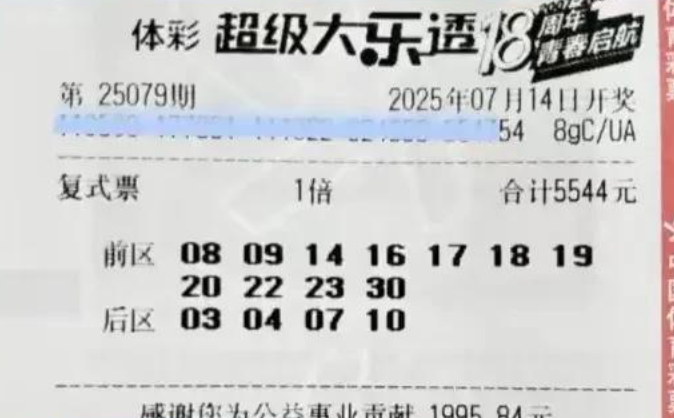 体彩 超级大乐透 18周年 青春启航
第 25079期 2025年07月14日开奖
54 8gC/UA
复式票 1倍 合计5544元
前区 08 09 14 16 17 18 19
20 22 23 30
后区 03 04 07 10
感谢您为公益事业贡献 1995.84元